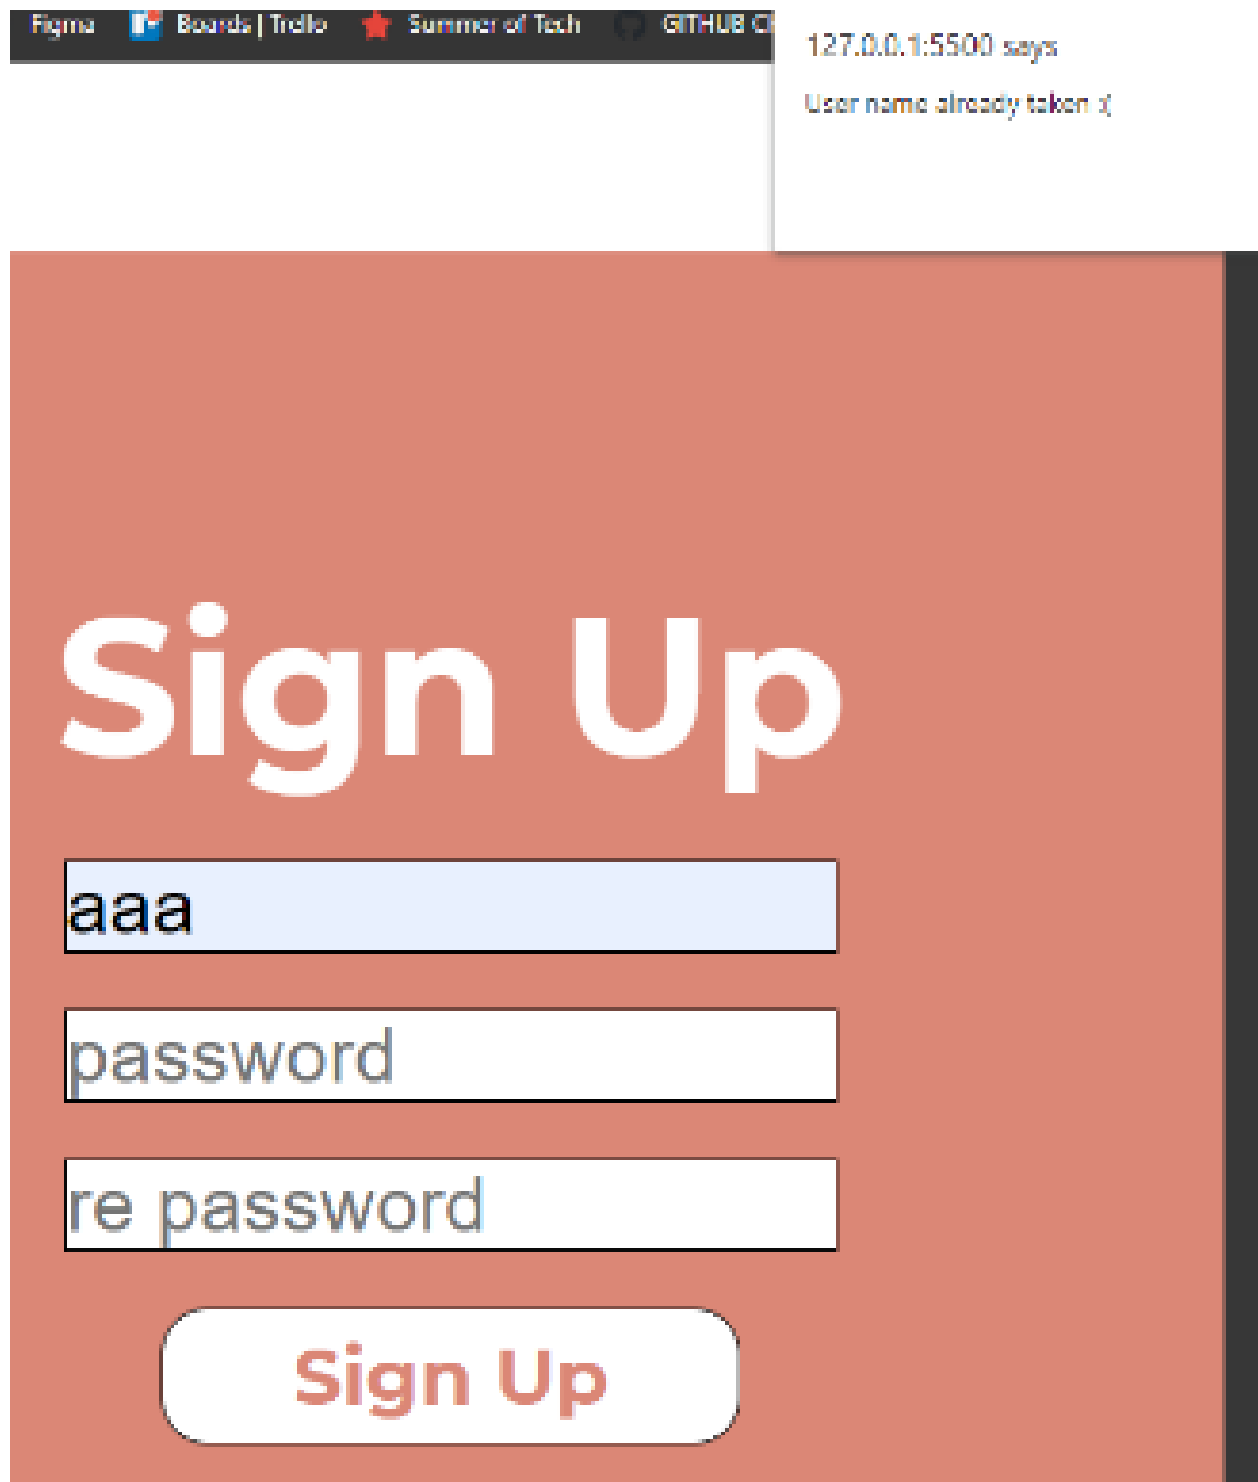 Figma Boards | Trello Summer of Tech GITHUB
127.0.0.1:5500 says
User name already taken :(
Sign Up
aaa
password
re password
Sign Up